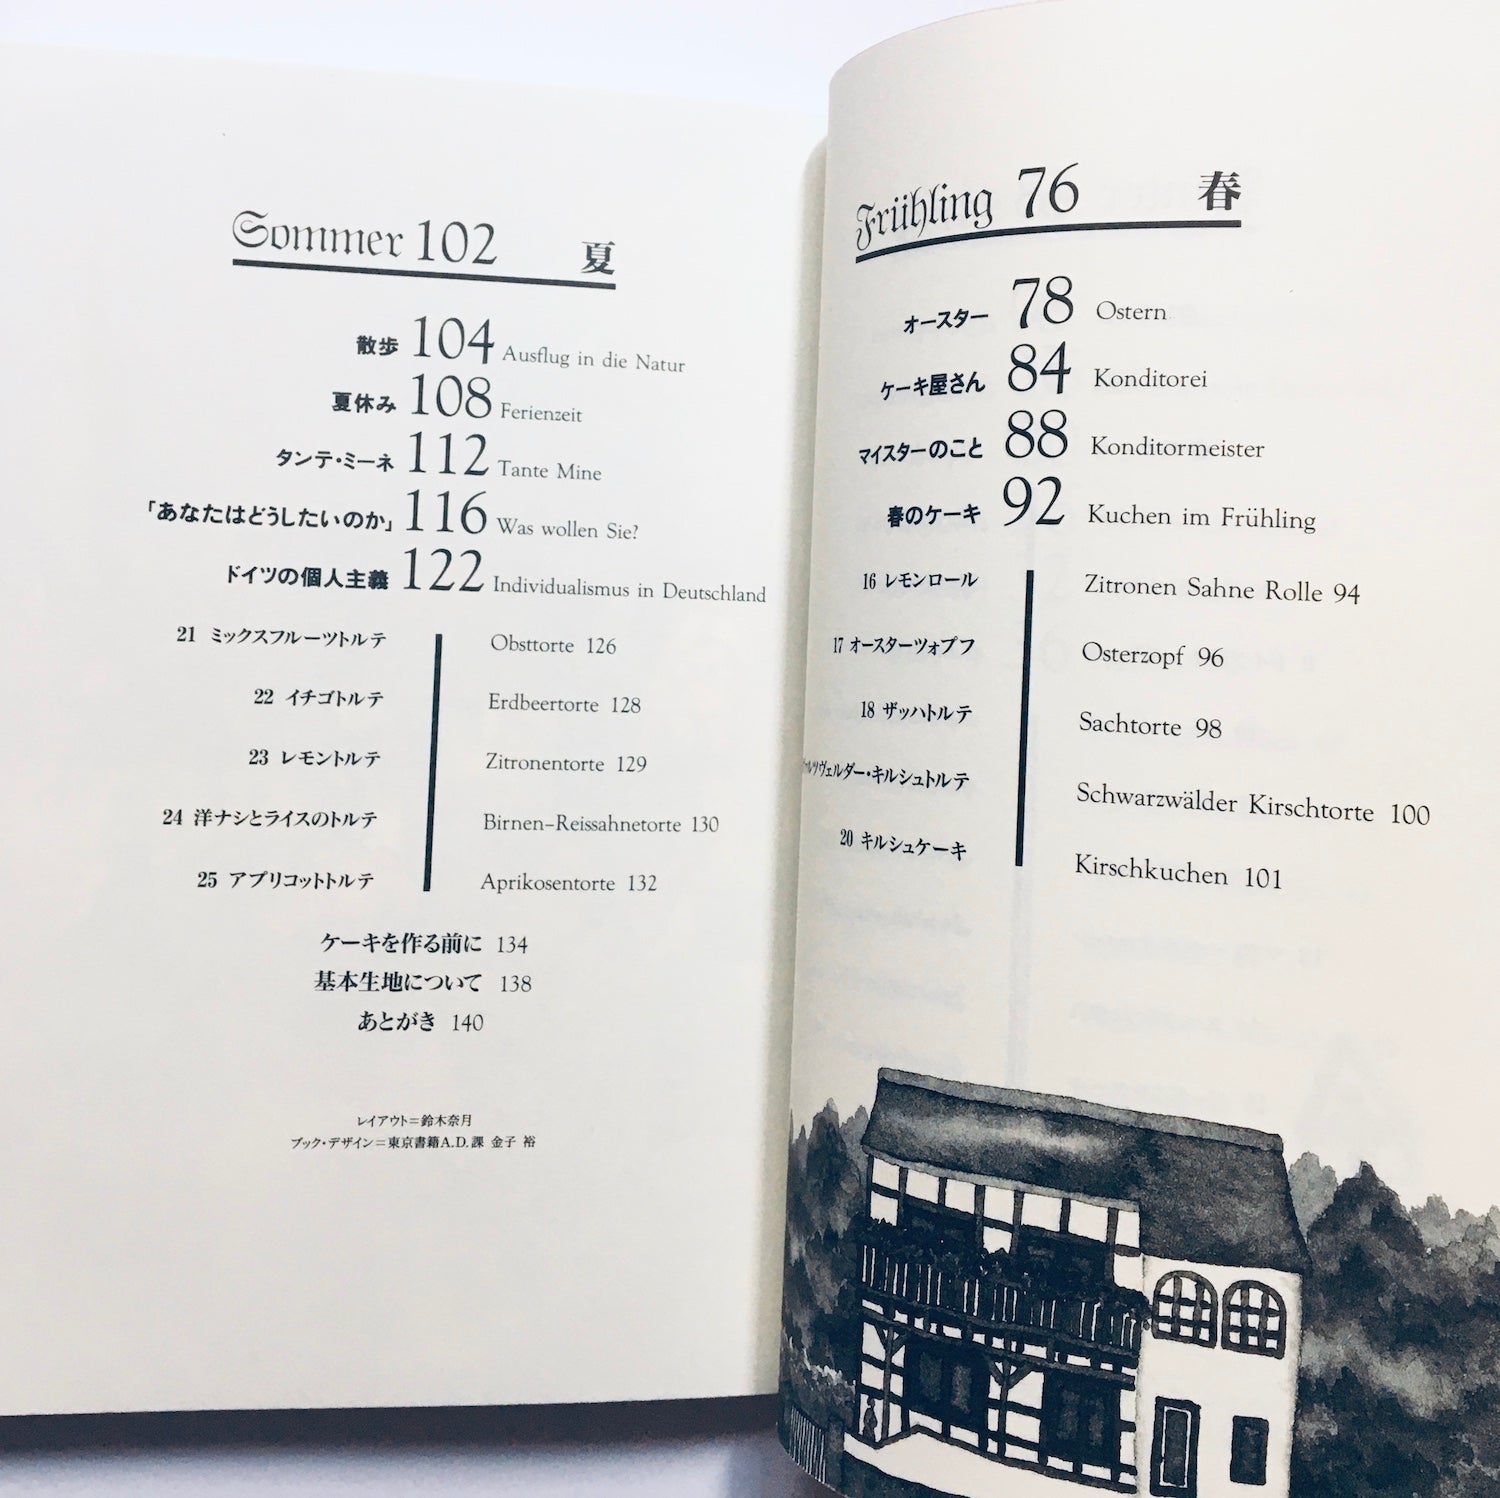 Frühling 76 春
オースター 78 Ostern
ケーキ屋さん 84 Konditorei
マイスターのこと 88 Konditormeister
春のケーキ 92 Kuchen im Frühling
16 レモンロール Zitronen Sahne Rolle 94
17 オースターツォプフ Osterzopf 96
18 ザッハトルテ Sachtorte 98
ルツヴェルダー・キルシュトルテ Schwarzwälder Kirschtorte 100
20 キルシュケーキ Kirschkuchen 101
Sommer 102 夏
散歩 104 Ausflug in die Natur
夏休み 108 Ferienzeit
タンテ・ミーネ 112 Tante Mine
「あなたはどうしたいのか」 116 Was wollen Sie?
ドイツの個人主義 122 Individualismus in Deutschland
21 ミックスフルーツトルテ Obsttorte 126
22 イチゴトルテ Erdbeertorte 128
23 レモントルテ Zitronentorte 129
24 洋ナシとライスのトルテ Birnen-Reissahnetorte 130
25 アプリコットトルテ Aprikosentorte 132
ケーキを作る前に 134
基本生地について 138
あとがき 140
レイアウト＝鈴木奈月
ブック・デザイン＝東京書籍A.D.課 金子 裕